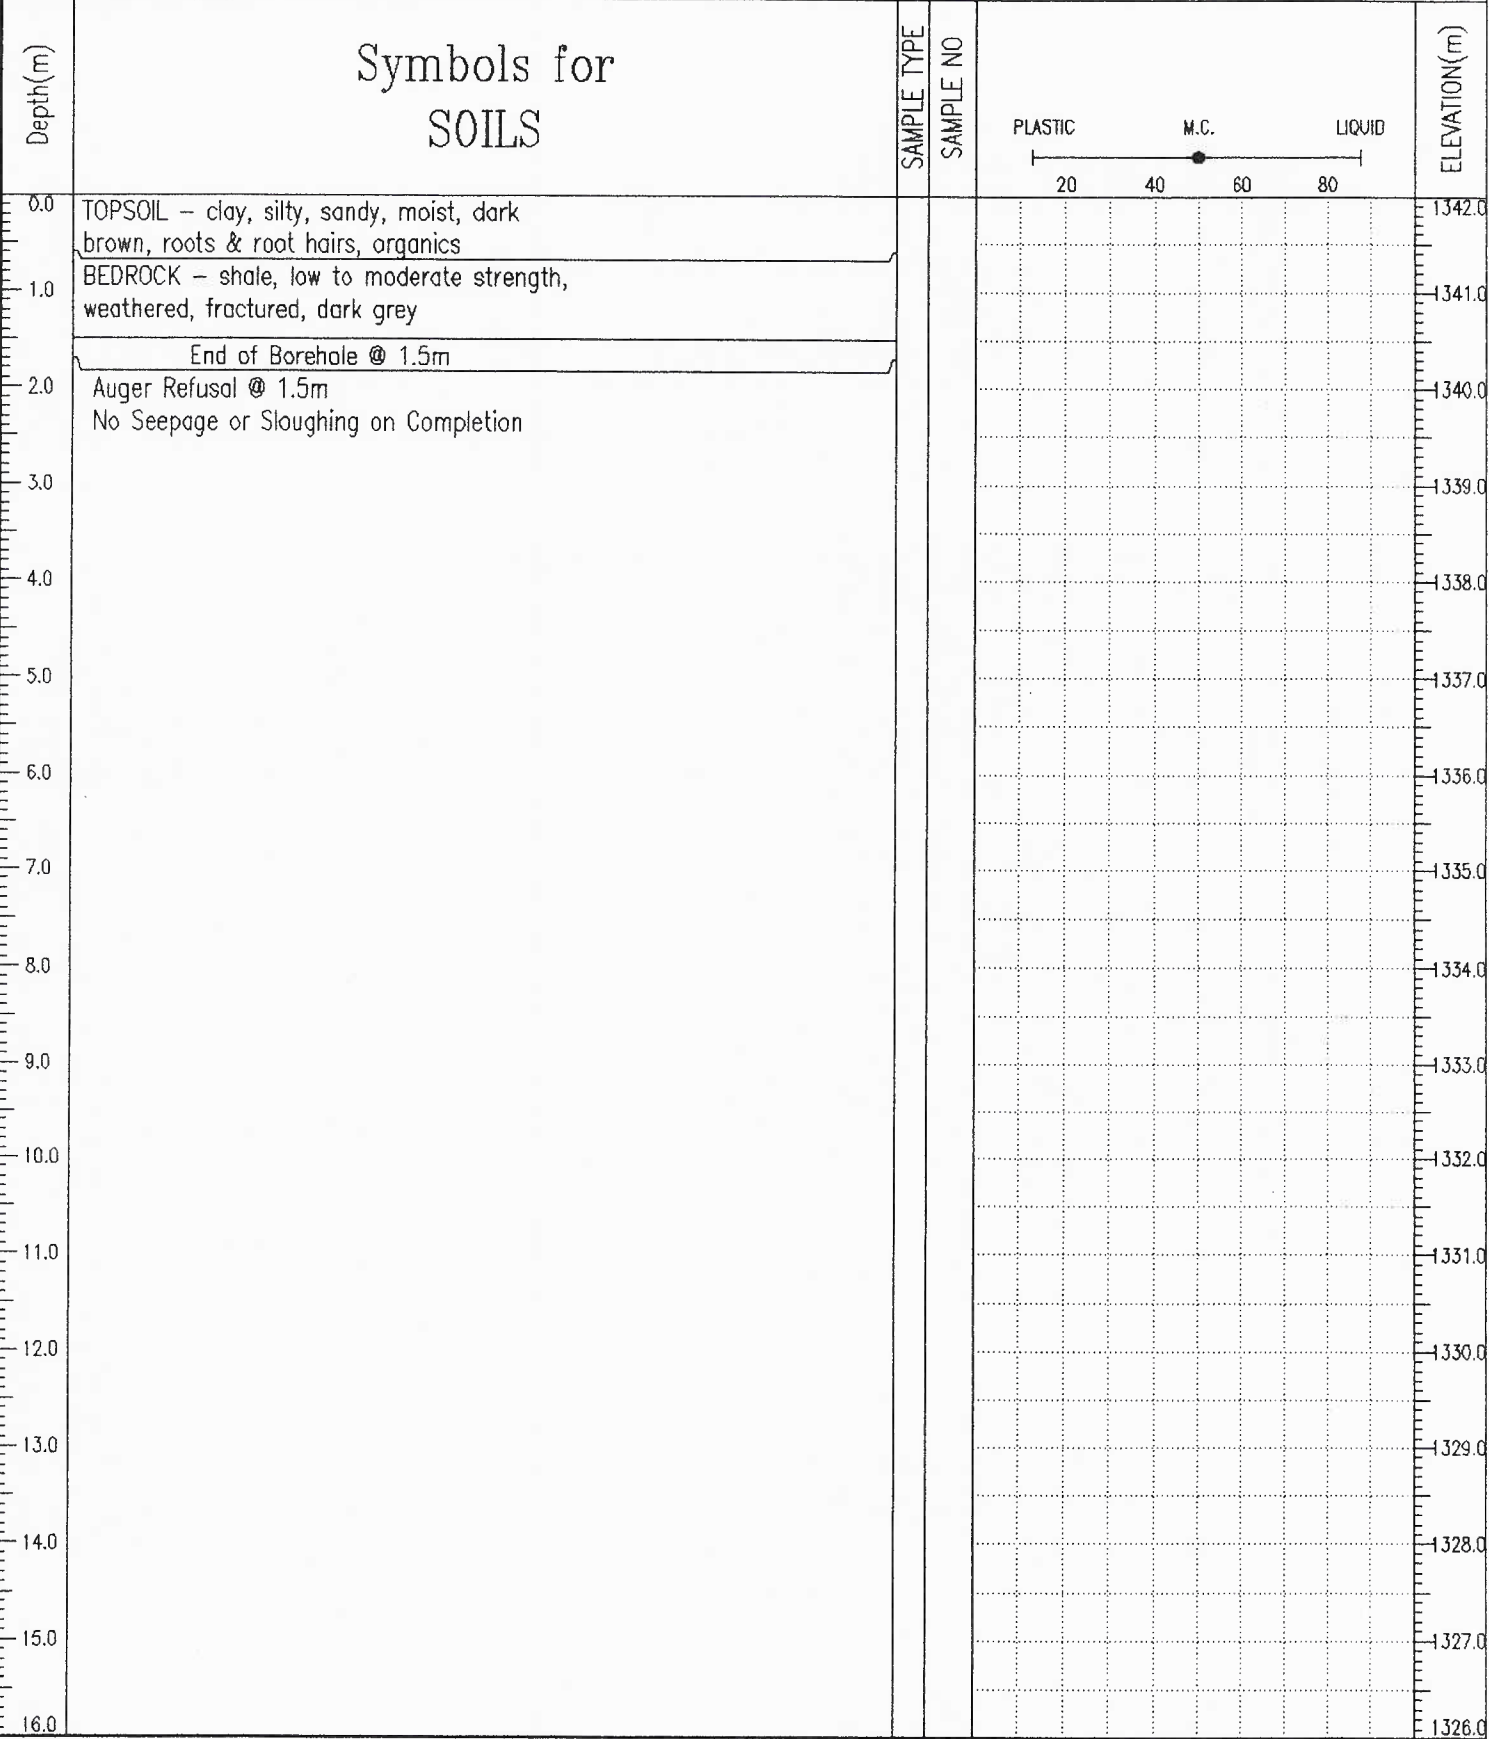 Depth(m)
Symbols for
SOILS
SAMPLE TYPE
SAMPLE NO
PLASTIC M.C. LIQUID
20 40 60 80
ELEVATION(m)
0.0 TOPSOIL – clay, silty, sandy, moist, dark 1342.0
brown, roots & root hairs, organics
BEDROCK – shale, low to moderate strength,
1.0 1341.0
weathered, fractured, dark grey
End of Borehole @ 1.5m
2.0 Auger Refusal @ 1.5m 1340.0
No Seepage or Sloughing on Completion
3.0 1339.0
4.0 1338.0
5.0 1337.0
6.0 1336.0
7.0 1335.0
8.0 1334.0
9.0 1333.0
10.0 1332.0
11.0 1331.0
12.0 1330.0
13.0 1329.0
14.0 1328.0
15.0 1327.0
16.0 1326.0